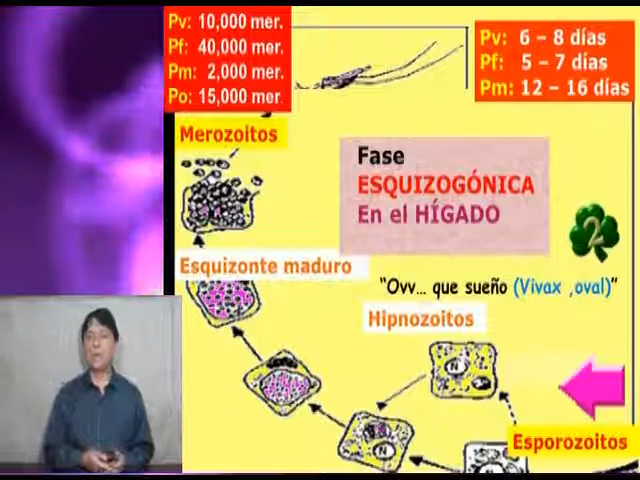 Pv: 10,000 mer.
Pf: 40,000 mer.
Pm: 2,000 mer.
Po: 15,000 mer
Pv: 6 – 8 días
Pf: 5 – 7 días
Pm: 12 – 16 días
Merozoitos
Fase
ESQUIZOGÓNICA
En el HÍGADO
2
Esquizonte maduro
“Ovv... que sueño (Vivax ,oval)”
Hipnozoitos
N
N
Esporozoitos